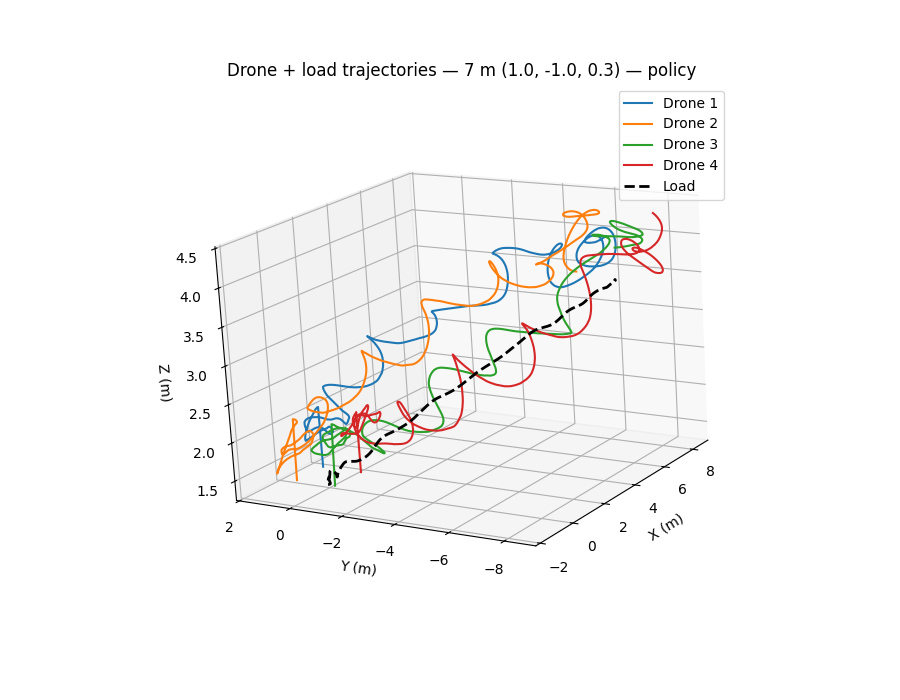 Drone + load trajectories — 7 m (1.0, -1.0, 0.3) — policy
Drone 1
Drone 2
Drone 3
Drone 4
Load
4.5
4.0
3.5
3.0
2.5
2.0
1.5
Z (m)
2
0
−2
−4
−6
−8
Y (m)
−2
0
2
4
6
8
X (m)